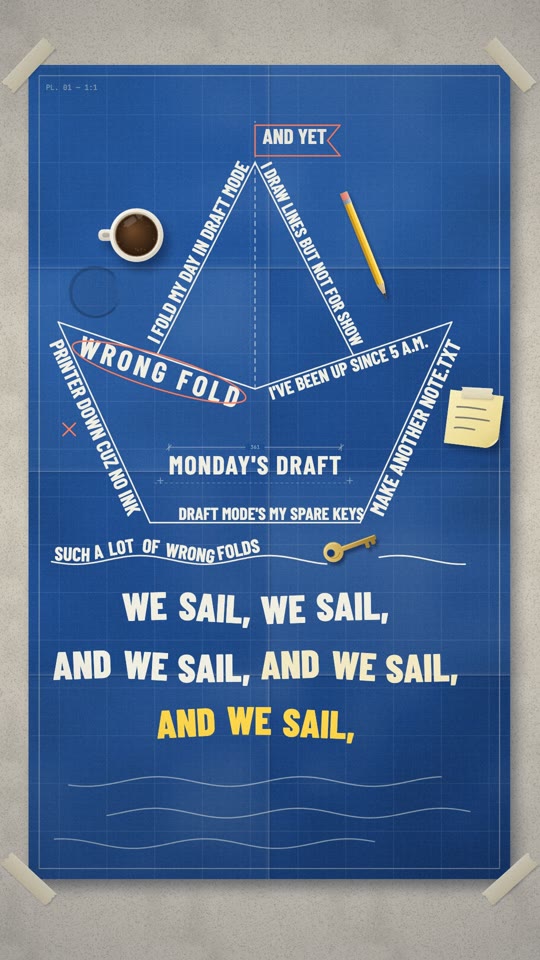 PL. 01 — 1:1
AND YET
I FOLD MY DAY IN DRAFT MODE
I DRAW LINES BUT NOT FOR SHOW
WRONG FOLD
I'VE BEEN UP SINCE 5 A.M.
PRINTER DOWN CUZ NO INK
MAKE ANOTHER NOTE.TXT
361
MONDAY'S DRAFT
DRAFT MODE'S MY SPARE KEYS
SUCH A LOT OF WRONG FOLDS
WE SAIL, WE SAIL,
AND WE SAIL, AND WE SAIL,
AND WE SAIL,